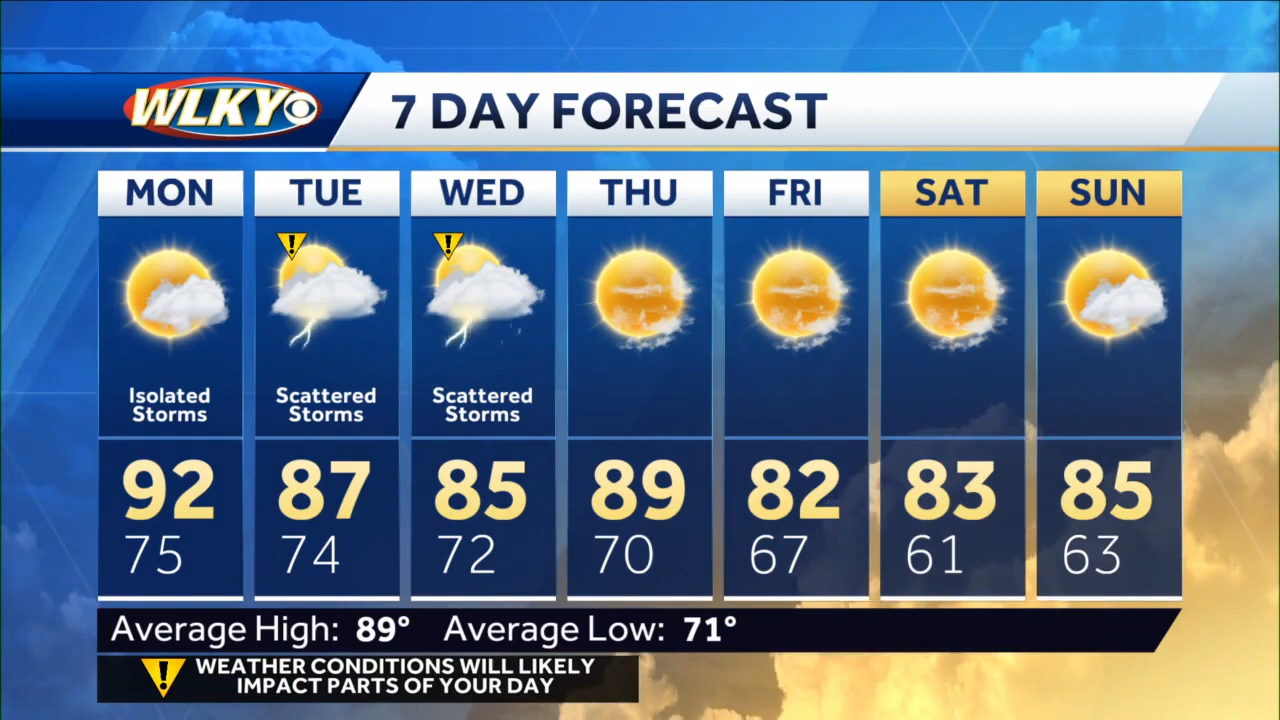 WLKY
7 DAY FORECAST
MON TUE WED THU FRI SAT SUN
! !
Isolated Scattered Scattered
Storms Storms Storms
92 87 85 89 82 83 85
75 74 72 70 67 61 63
Average High: 89° Average Low: 71°
! WEATHER CONDITIONS WILL LIKELY
IMPACT PARTS OF YOUR DAY